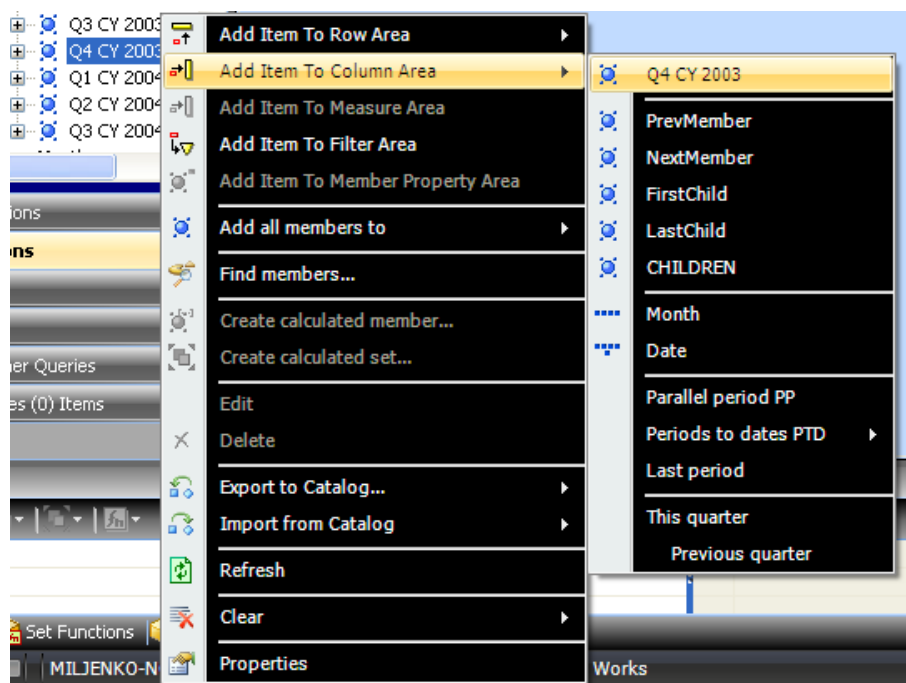 Q3 CY 2003
Q4 CY 2003
Q1 CY 2004
Q2 CY 2004
Q3 CY 2004
ions
ons
ner Queries
es (0) Items
Set Functions
MILJENKO-N
Works
Add Item To Row Area
Add Item To Column Area
Add Item To Measure Area
Add Item To Filter Area
Add Item To Member Property Area
Add all members to
Find members...
Create calculated member...
Create calculated set...
Edit
Delete
Export to Catalog...
Import from Catalog
Refresh
Clear
Properties
Q4 CY 2003
PrevMember
NextMember
FirstChild
LastChild
CHILDREN
Month
Date
Parallel period PP
Periods to dates PTD
Last period
This quarter
Previous quarter